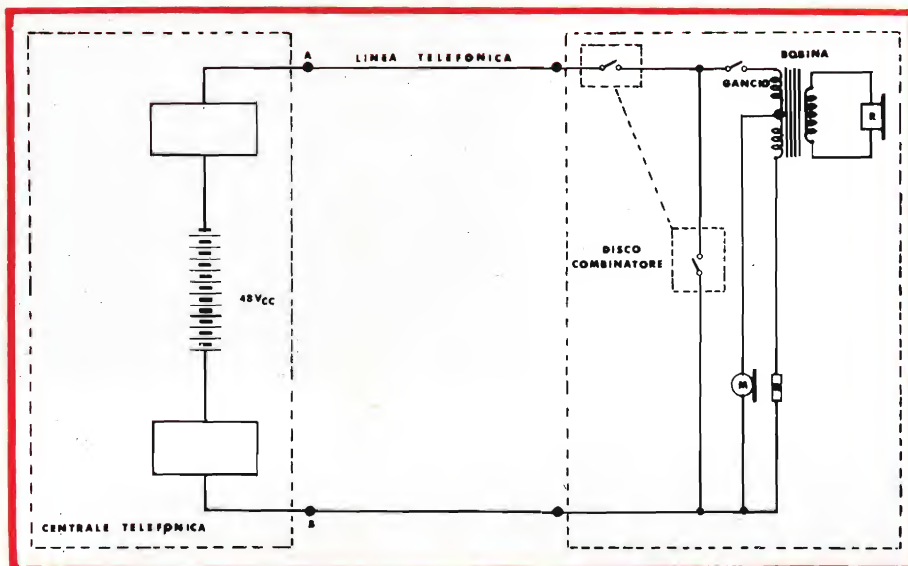 A LINEA TELEFONICA
BOBINA
GANCIO
R
DISCO
COMBINATORE
48Vcc
M
B
CENTRALE TELEFONICA